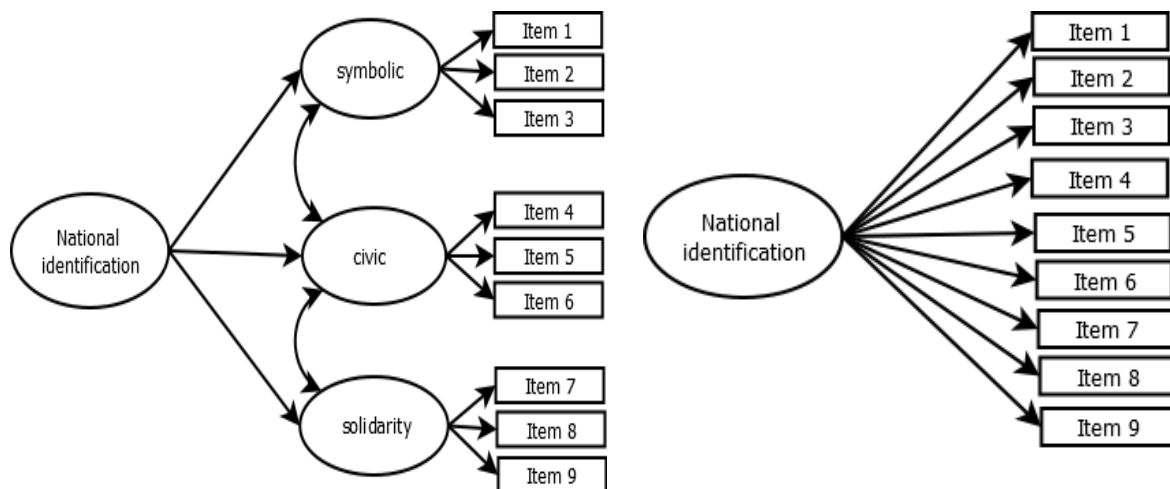 symbolic
Item 1
Item 2
Item 3
National
identification
civic
Item 4
Item 5
Item 6
solidarity
Item 7
Item 8
Item 9
National
identification
Item 1
Item 2
Item 3
Item 4
Item 5
Item 6
Item 7
Item 8
Item 9